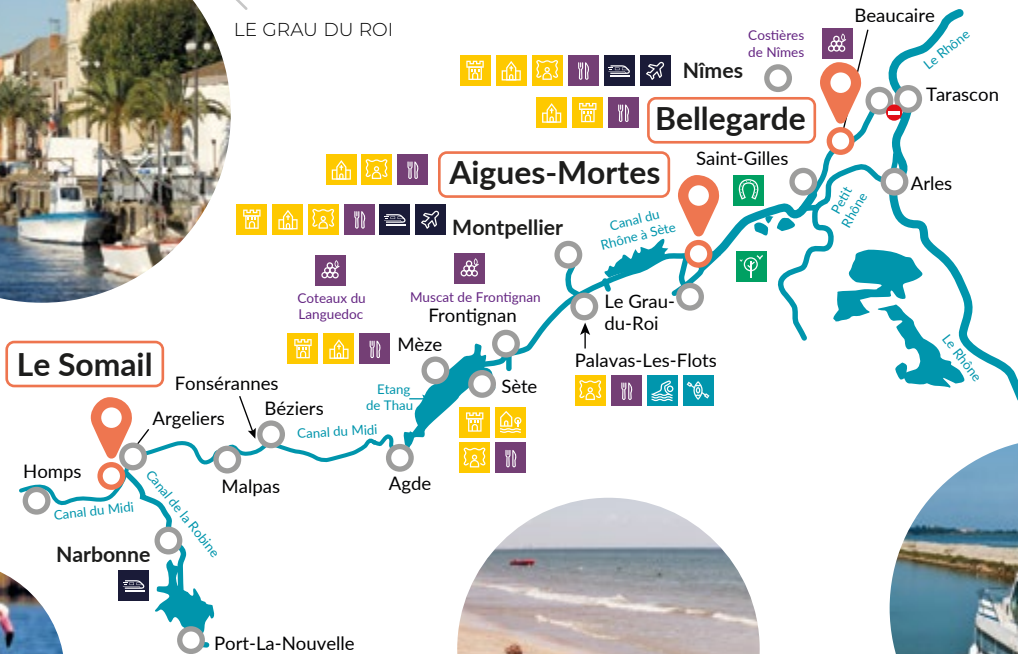 LE GRAU DU ROI
Beaucaire
Le Rhône
Costières
de Nîmes
Nîmes
Tarascon
Bellegarde
Saint-Gilles
Aigues-Mortes
Arles
Petit
Rhône
Canal du
Rhône à Sète
Montpellier
Coteaux du
Languedoc
Muscat de Frontignan
Frontignan
Le Grau-
du-Roi
Le Rhône
Mèze
Palavas-Les-Flots
Le Somail
Fonsérannes
Etang
de Thau
Sète
Argeliers
Béziers
Canal du Midi
Homps
Malpas
Agde
Canal du Midi
Canal de la Robine
Narbonne
Port-La-Nouvelle